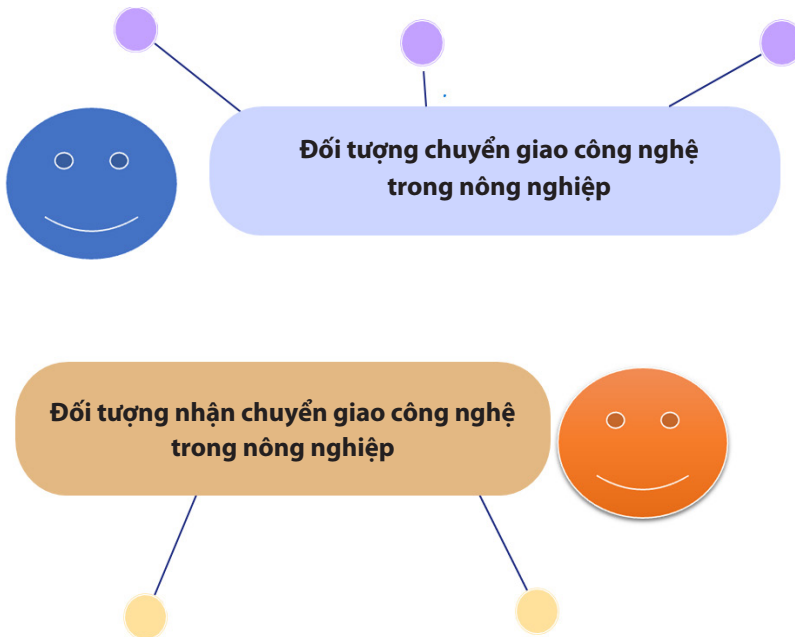 Đối tượng chuyển giao công nghệ
trong nông nghiệp
Đối tượng nhận chuyển giao công nghệ
trong nông nghiệp